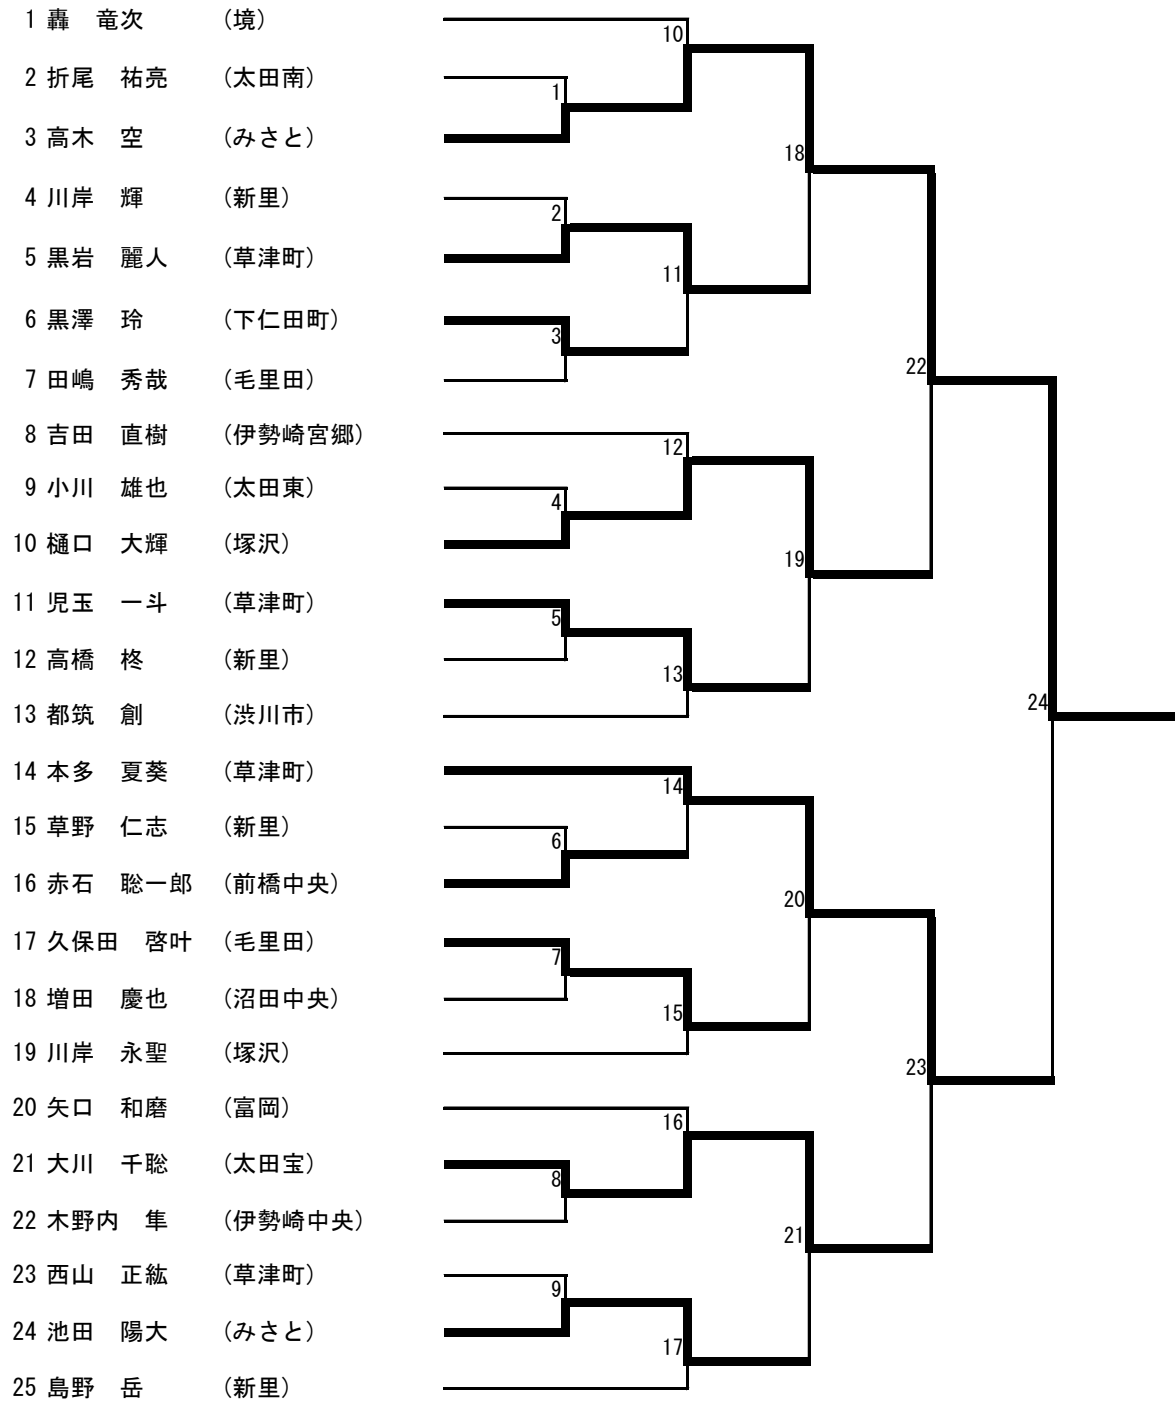 1 轟　竜次　（境）
10
2 折尾　祐亮　（太田南）
1
3 高木　空　（みさと）
18
4 川岸　輝　（新里）
2
5 黒岩　麗人　（草津町）
11
6 黒澤　玲　（下仁田町）
3
7 田嶋　秀哉　（毛里田）
22
8 吉田　直樹　（伊勢崎宮郷）
12
9 小川　雄也　（太田東）
4
10 樋口　大輝　（塚沢）
19
11 児玉　一斗　（草津町）
5
12 高橋　柊　（新里）
13
13 都筑　創　（渋川市）
24
14 本多　夏葵　（草津町）
14
15 草野　仁志　（新里）
6
16 赤石　聡一郎　（前橋中央）
20
17 久保田　啓叶　（毛里田）
7
18 増田　慶也　（沼田中央）
15
19 川岸　永聖　（塚沢）
23
20 矢口　和磨　（富岡）
16
21 大川　千聡　（太田宝）
8
22 木野内　隼　（伊勢崎中央）
21
23 西山　正紘　（草津町）
9
24 池田　陽大　（みさと）
17
25 島野　岳　（新里）